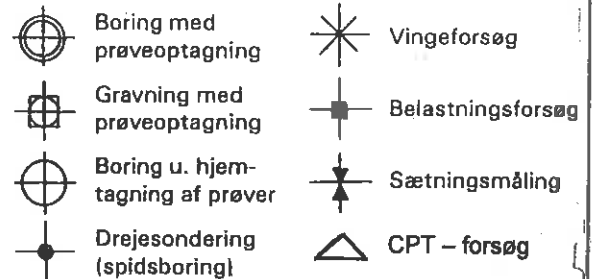 Boring med
prøveoptagning
Gravning med
prøveoptagning
Boring u. hjem-
tagning af prøver
Drejesondering
(spidsboring)
Vingeforsøg
Belastningsforsøg
Sætningsmåling
CPT – forsøg